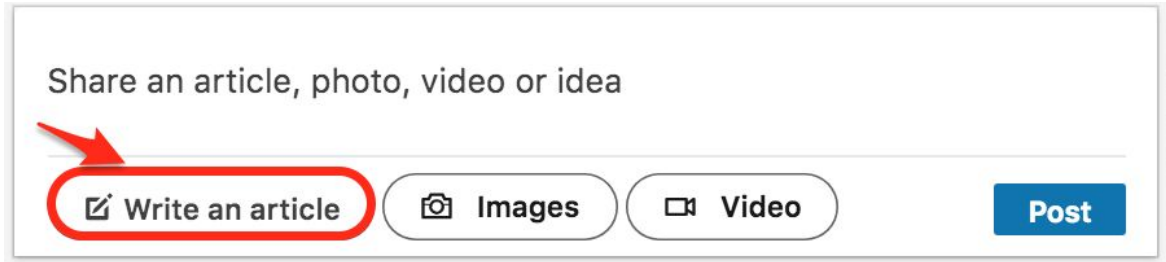 Share an article, photo, video or idea
Write an article Images Video Post